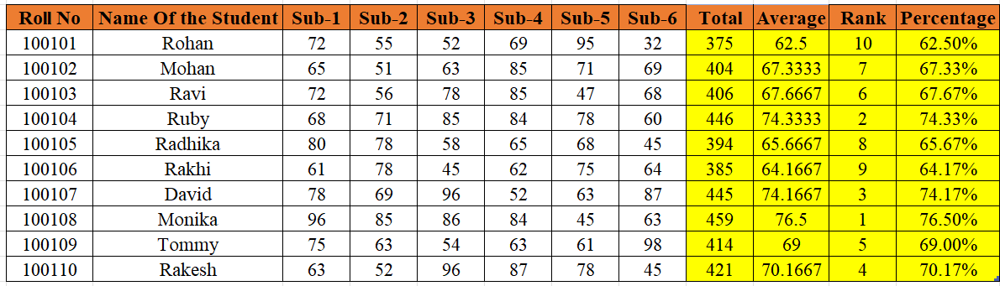 Roll No Name Of the Student Sub-1 Sub-2 Sub-3 Sub-4 Sub-5 Sub-6 Total Average Rank Percentage
100101 Rohan 72 55 52 69 95 32 375 62.5 10 62.50%
100102 Mohan 65 51 63 85 71 69 404 67.3333 7 67.33%
100103 Ravi 72 56 78 85 47 68 406 67.6667 6 67.67%
100104 Ruby 68 71 85 84 78 60 446 74.3333 2 74.33%
100105 Radhika 80 78 58 65 68 45 394 65.6667 8 65.67%
100106 Rakhi 61 78 45 62 75 64 385 64.1667 9 64.17%
100107 David 78 69 96 52 63 87 445 74.1667 3 74.17%
100108 Monika 96 85 86 84 45 63 459 76.5 1 76.50%
100109 Tommy 75 63 54 63 61 98 414 69 5 69.00%
100110 Rakesh 63 52 96 87 78 45 421 70.1667 4 70.17%